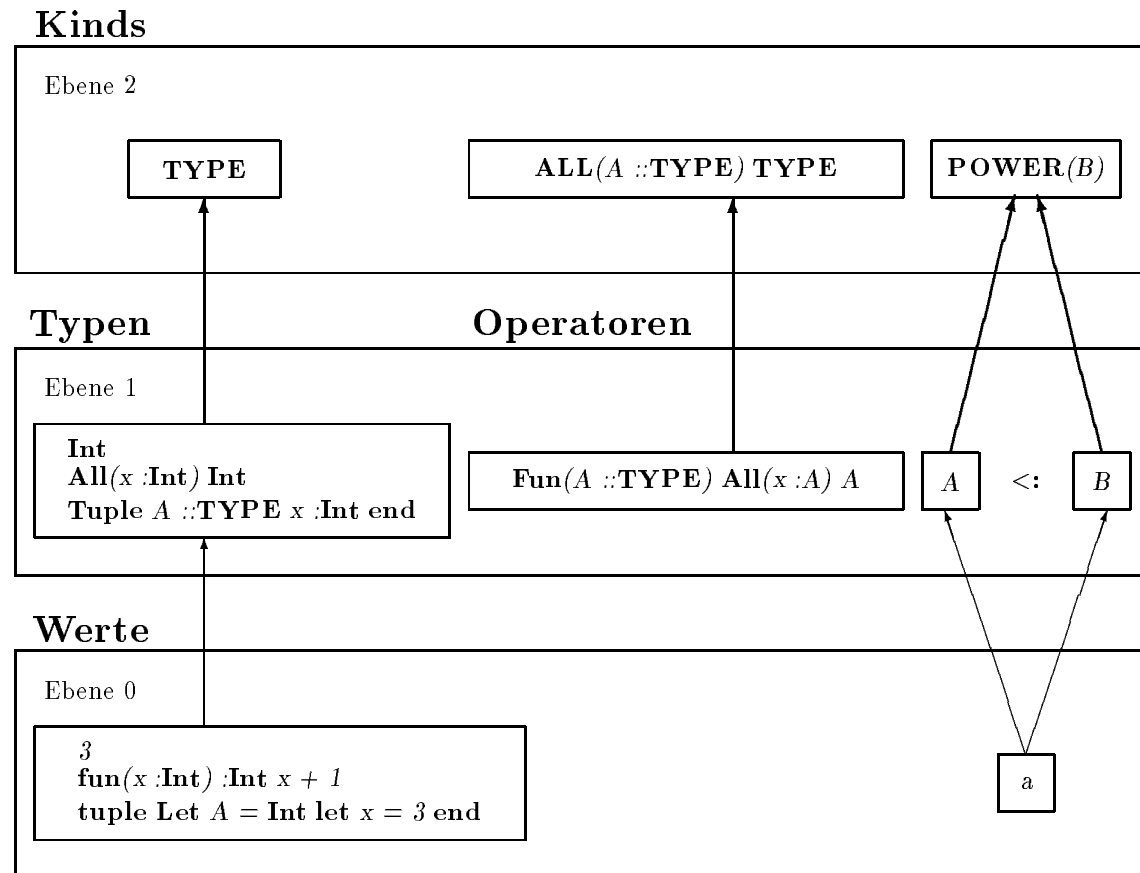 Kinds
Ebene 2
TYPE
ALL(A ::TYPE) TYPE
POWER(B)
Typen
Operatoren
Ebene 1
Int
All(x :Int) Int
Tuple A ::TYPE x :Int end
Fun(A ::TYPE) All(x :A) A
A
<:
B
Werte
Ebene 0
3
fun(x :Int) :Int x + 1
tuple Let A = Int let x = 3 end
a